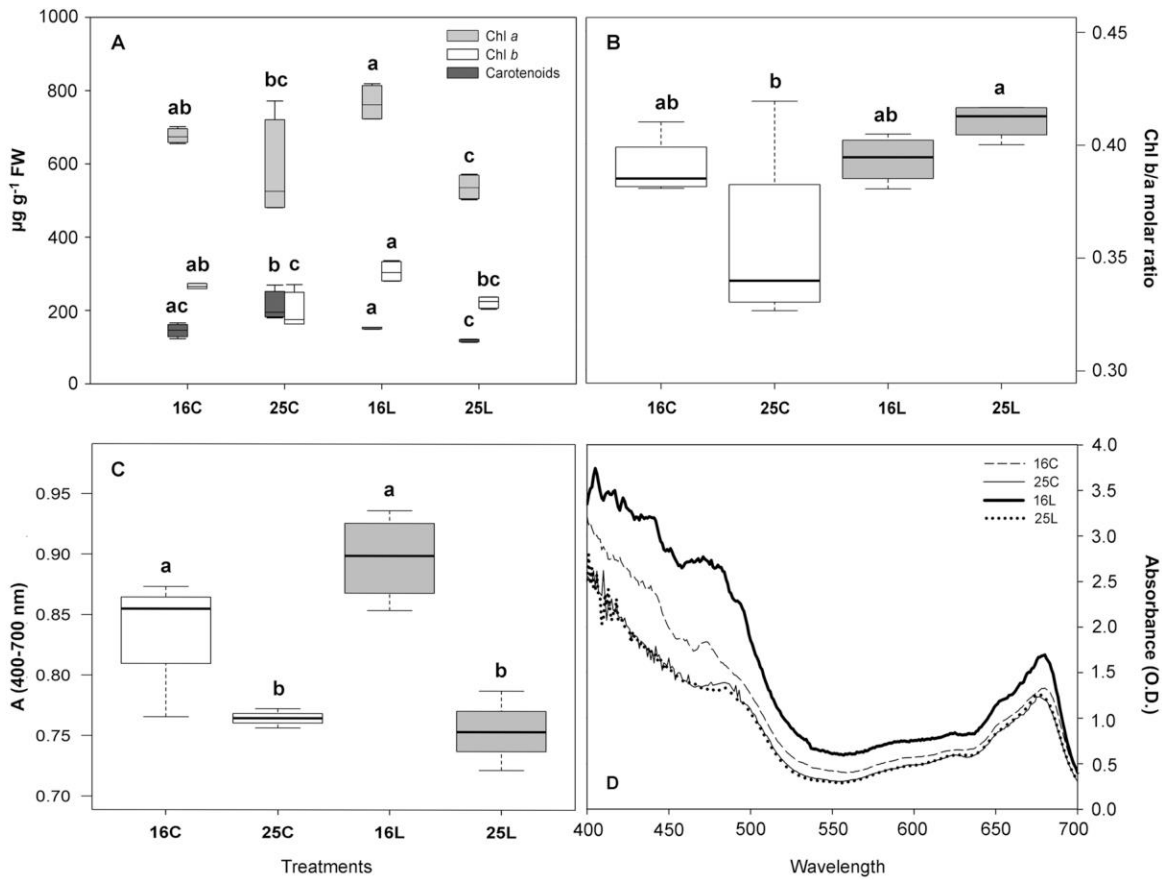 A
Chl a
Chl b
Carotenoids
1000
800
600
400
200
0
µg g-1 FW
ab
bc
a
c
ab
b
c
a
bc
ac
a
c
16C
25C
16L
25L
B
0.45
0.40
0.35
0.30
Chl b/a molar ratio
ab
b
ab
a
16C
25C
16L
25L
C
0.95
0.90
0.85
0.80
0.75
0.70
A (400-700 nm)
a
b
a
b
16C
25C
16L
25L
Treatments
D
16C
25C
16L
25L
4.0
3.5
3.0
2.5
2.0
1.5
1.0
0.5
0.0
Absorbance (O.D.)
400
450
500
550
600
650
700
Wavelength